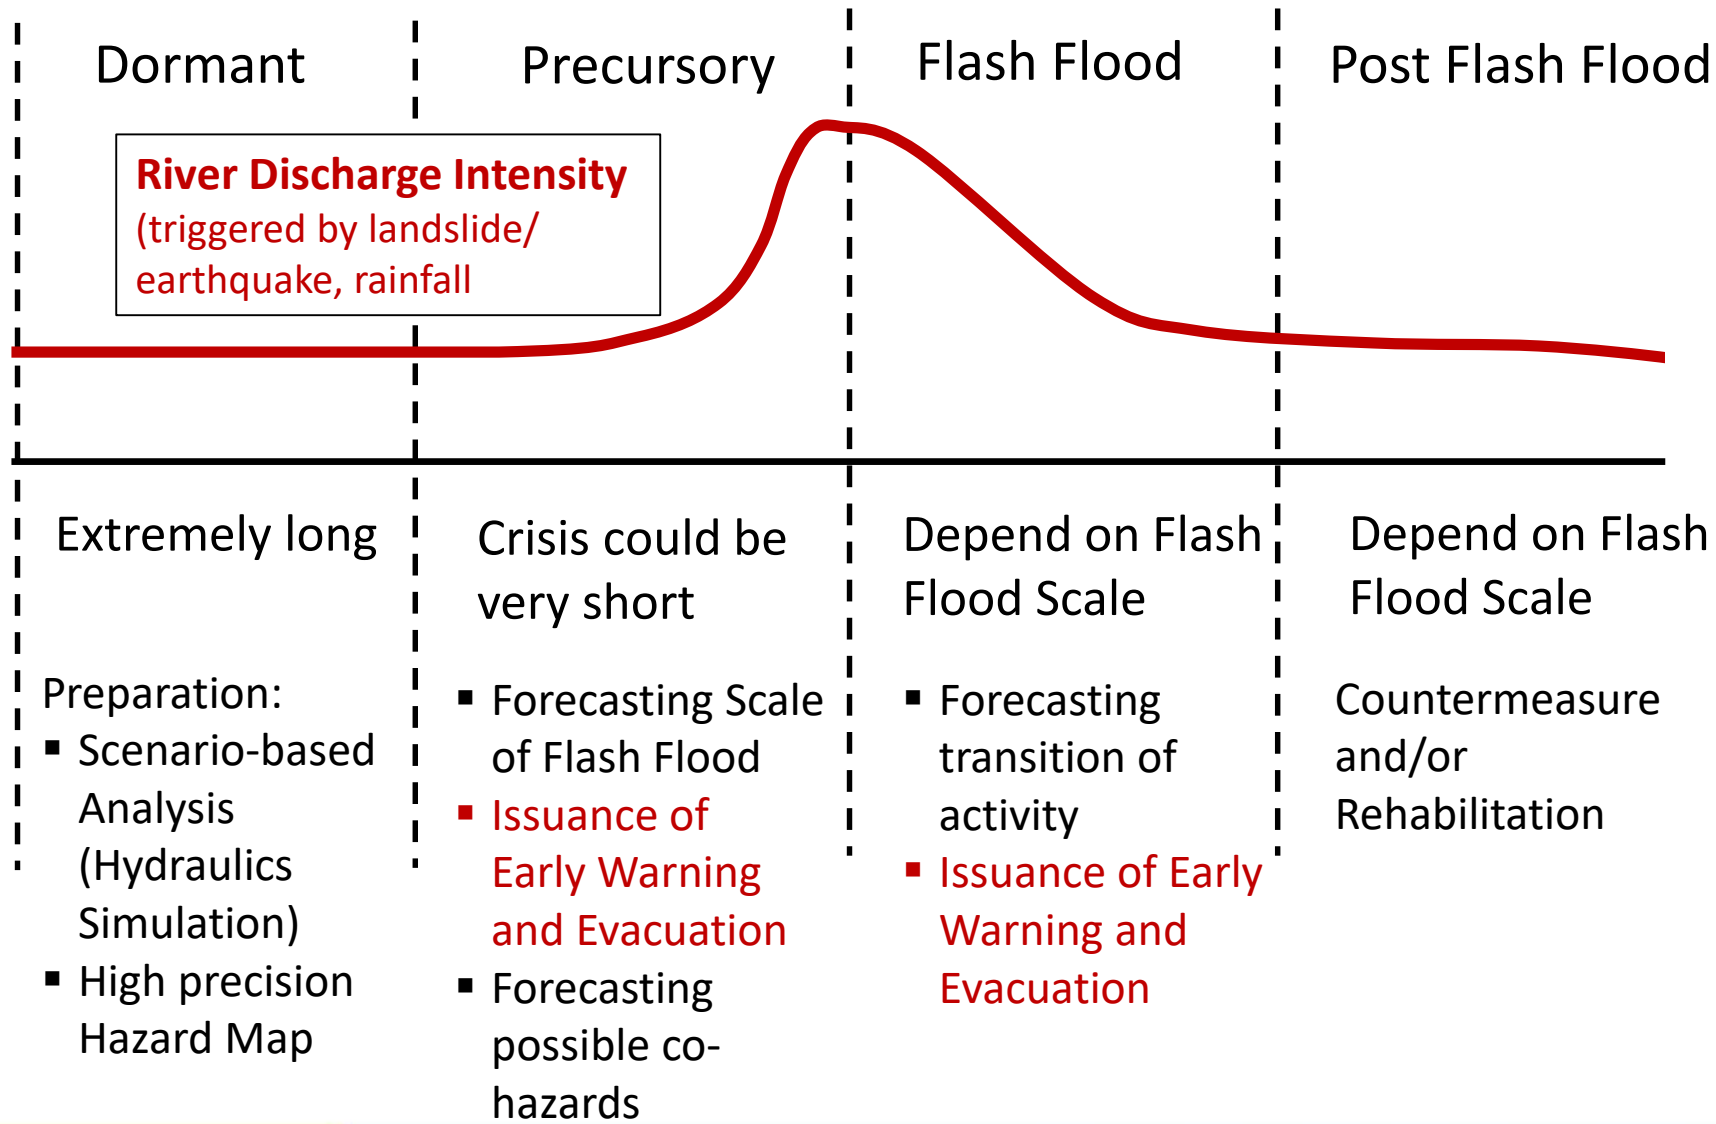 Dormant
Precursory
Flash Flood
Post Flash Flood
River Discharge Intensity
(triggered by landslide/
earthquake, rainfall
Extremely long
Crisis could be
very short
Depend on Flash
Flood Scale
Depend on Flash
Flood Scale
Preparation:
▪ Scenario-based
Analysis
(Hydraulics
Simulation)
▪ High precision
Hazard Map
▪ Forecasting Scale
of Flash Flood
▪ Issuance of
Early Warning
and Evacuation
▪ Forecasting
possible co-
hazards
▪ Forecasting
transition of
activity
▪ Issuance of Early
Warning and
Evacuation
Countermeasure
and/or
Rehabilitation